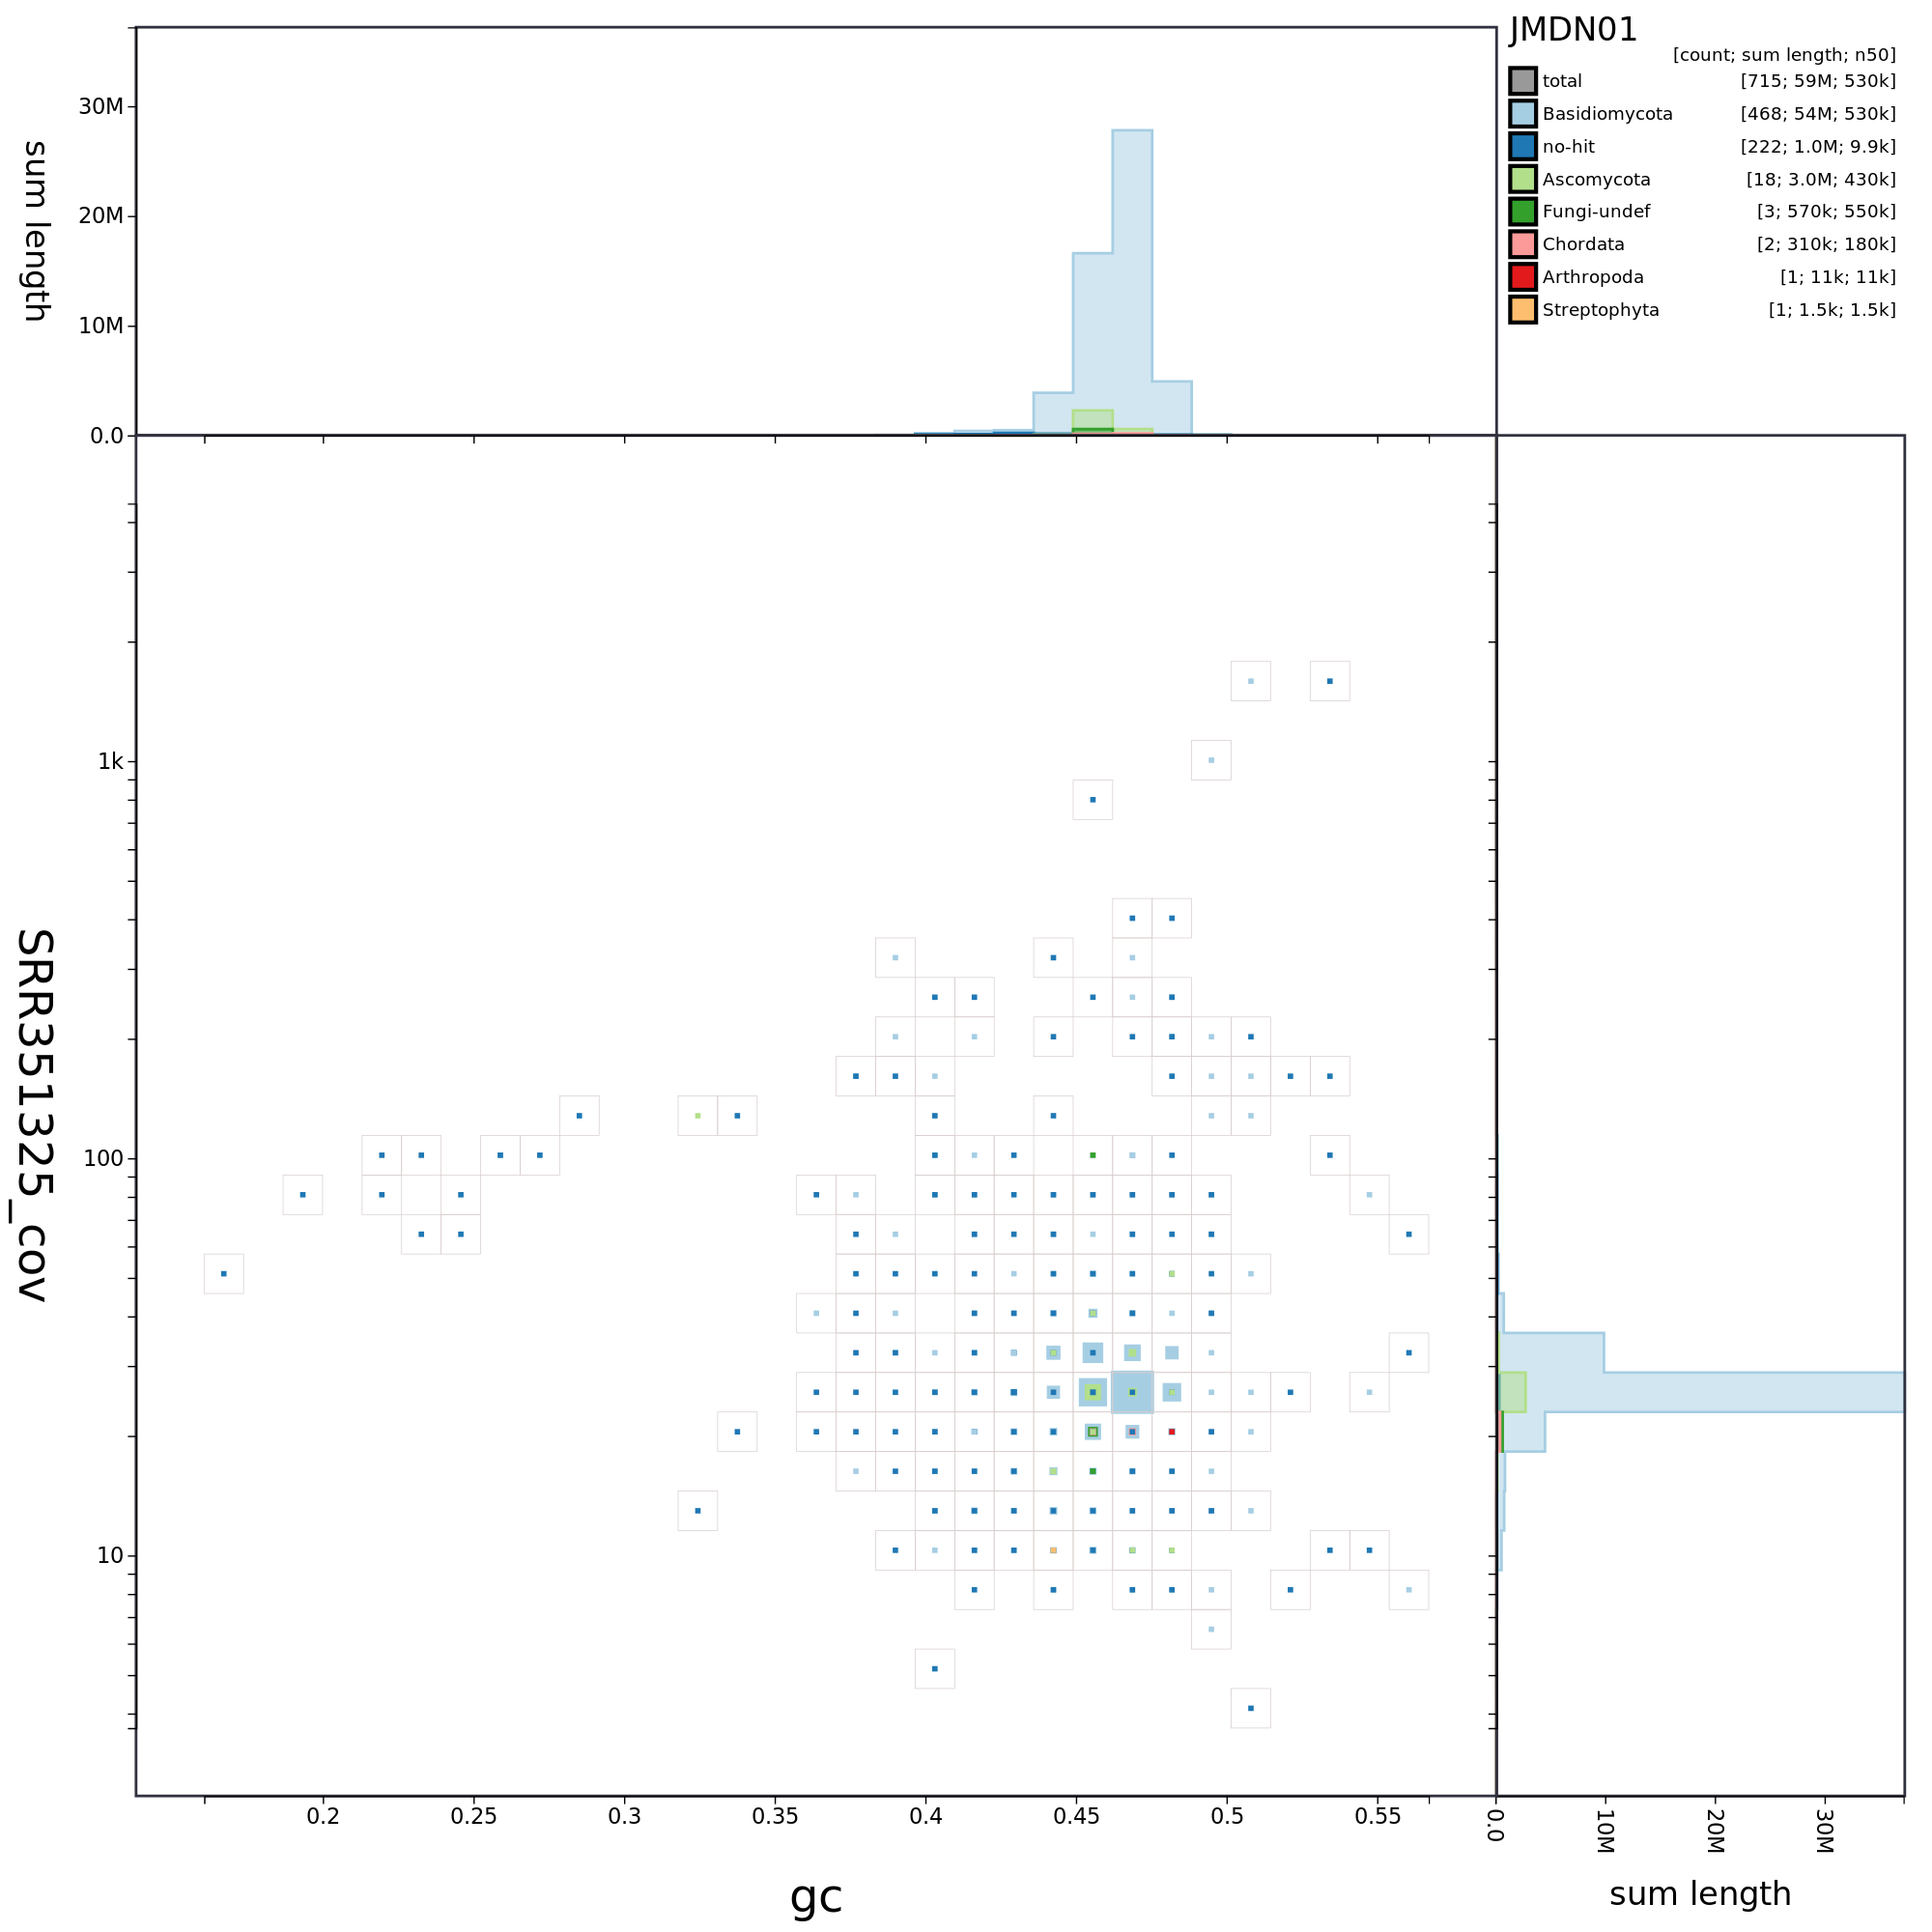 JMDN01
[count; sum length; n50]
total [715; 59M; 530k]
Basidiomycota [468; 54M; 530k]
no-hit [222; 1.0M; 9.9k]
Ascomycota [18; 3.0M; 430k]
Fungi-undef [3; 570k; 550k]
Chordata [2; 310k; 180k]
Arthropoda [1; 11k; 11k]
Streptophyta [1; 1.5k; 1.5k]
sum length
30M
20M
10M
0.0
SRR351325_cov
1k
100
10
0.2 0.25 0.3 0.35 0.4 0.45 0.5 0.55
gc
0.0 10M 20M 30M
sum length